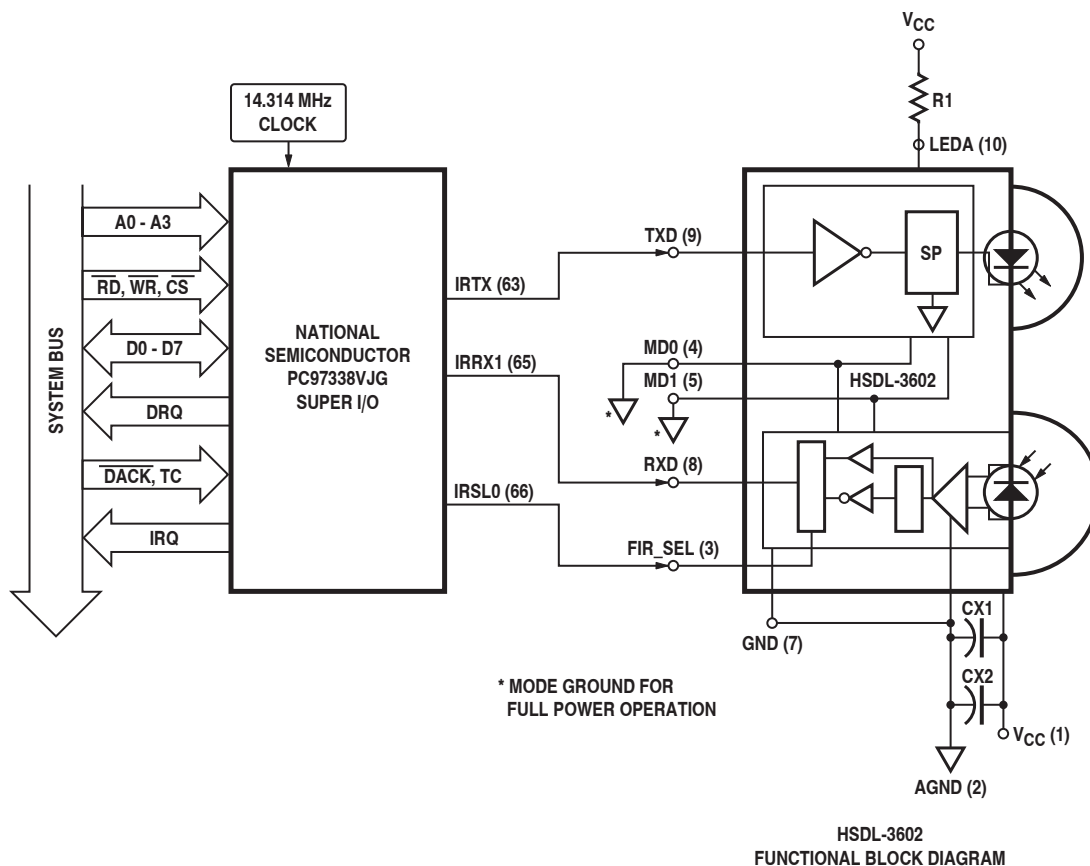 VCC
R1
LEDA (10)
14.314 MHz
CLOCK
SYSTEM BUS
A0 - A3
RD, WR, CS
D0 - D7
DRQ
DACK, TC
IRQ
NATIONAL
SEMICONDUCTOR
PC97338VJG
SUPER I/O
IRTX (63)
IRRX1 (65)
IRSL0 (66)
TXD (9)
MD0 (4)
MD1 (5)
*
*
RXD (8)
FIR_SEL (3)
SP
HSDL-3602
GND (7)
CX1
CX2
VCC (1)
AGND (2)
* MODE GROUND FOR
FULL POWER OPERATION
HSDL-3602
FUNCTIONAL BLOCK DIAGRAM